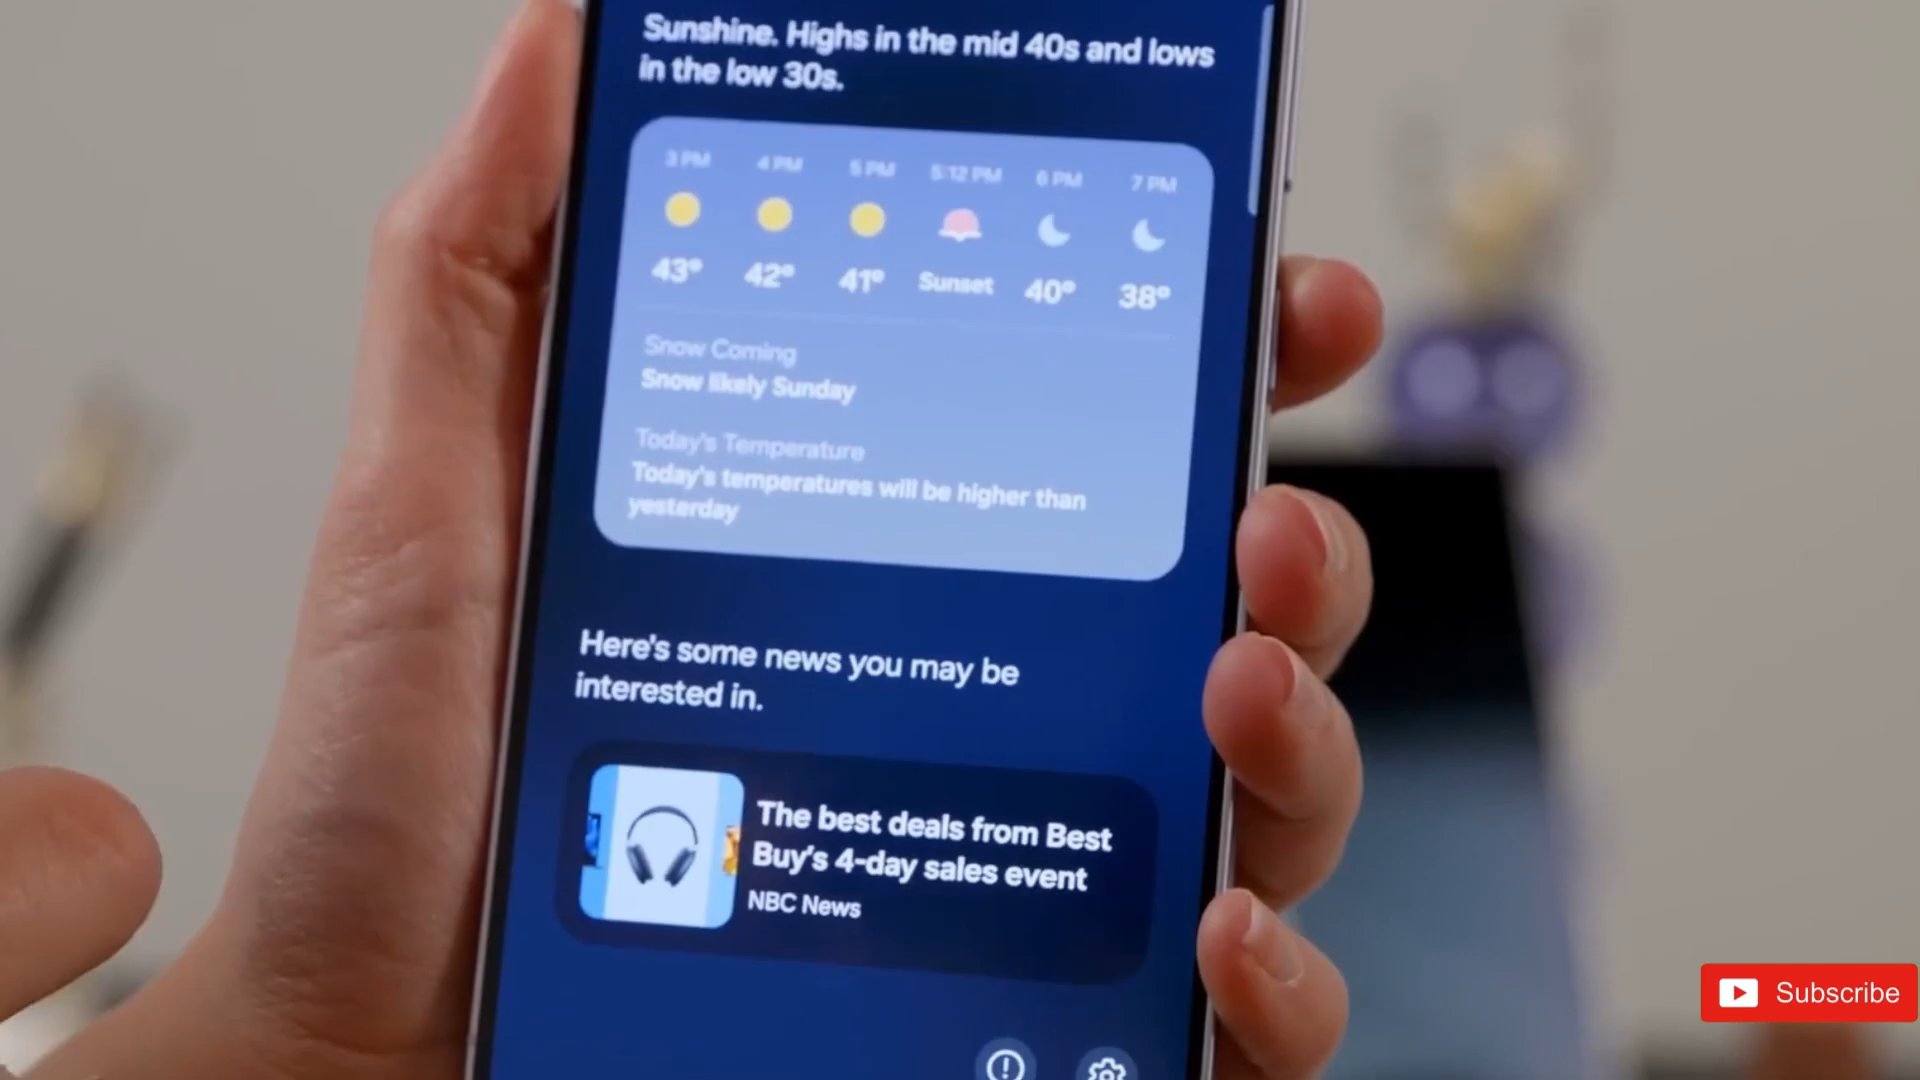 Sunshine. Highs in the mid 40s and lows
in the low 30s.
3 PM 4 PM 5 PM 5:12 PM 6 PM 7 PM
43° 42° 41° Sunset 40° 38°
Snow Coming
Snow likely Sunday
Today's Temperature
Today's temperatures will be higher than
yesterday
Here's some news you may be
interested in.
The best deals from Best
Buy's 4-day sales event
NBC News
Subscribe